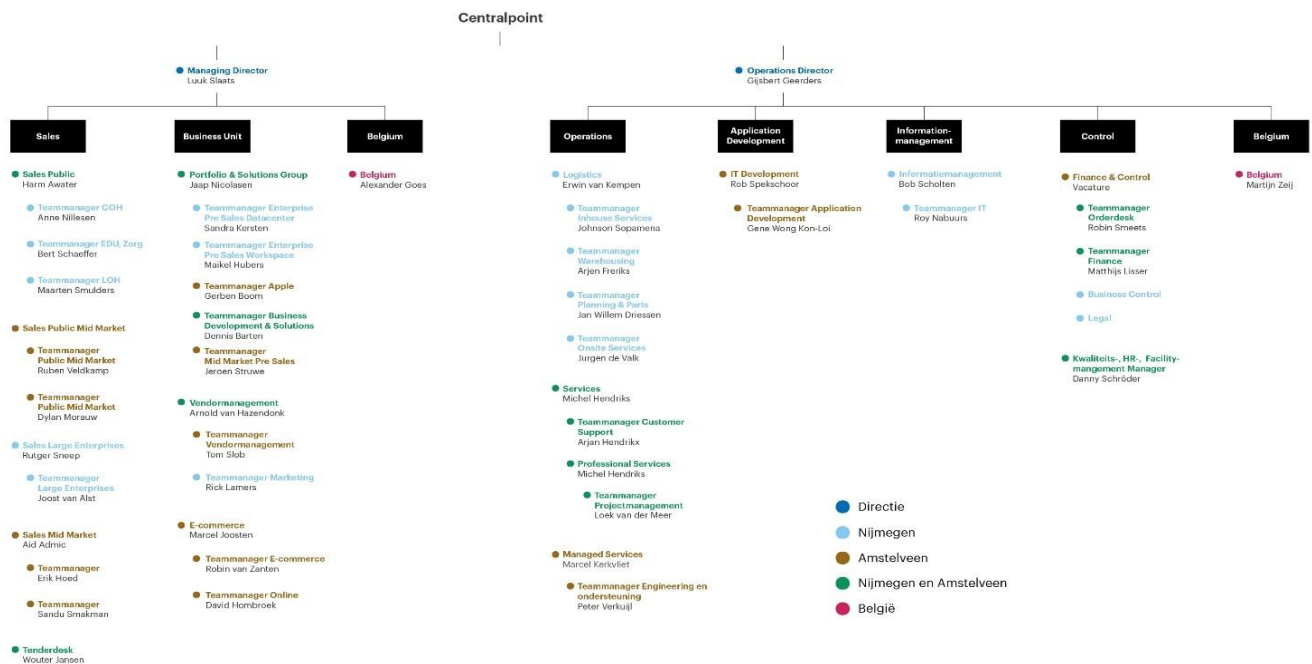 Centralpoint
Managing Director
Luuk Slaats
Sales
Sales Public
Harm Awater
Teammanager COH
Anne Nillesen
Teammanager EDU, Zorg
Bert Schaeffer
Teammanager LOH
Maarten Smulders
Sales Public Mid Market
Teammanager
Public Mid Market
Ruben Veldkamp
Teammanager
Public Mid Market
Dylan Morauw
Sales Large Enterprises
Rutger Sneep
Teammanager
Large Enterprises
Joost van Alst
Sales Mid Market
Aid Admic
Teammanager
Erik Hoed
Teammanager
Sandu Smakman
Tenderdesk
Wouter Jansen
Business Unit
Portfolio & Solutions Group
Jaap Nicolasen
Teammanager Enterprise
Pre Sales Datacenter
Sandra Kersten
Teammanager Enterprise
Pre Sales Workspace
Maikel Hubers
Teammanager Apple
Gerben Boom
Teammanager Business
Development & Solutions
Dennis Barten
Teammanager
Mid Market Pre Sales
Jeroen Struwe
Vendormanagement
Arnold van Hazendonk
Teammanager
Vendormanagement
Tom Slob
Teammanager Marketing
Rick Lamers
E-commerce
Marcel Joosten
Teammanager E-commerce
Robin van Zanten
Teammanager Online
David Hombroek
Belgium
Belgium
Alexander Goes
Operations Director
Gijsbert Geerders
Operations
Logistics
Erwin van Kempen
Teammanager
Inhouse Services
Johnson Sopamena
Teammanager
Warehousing
Arjen Freriks
Teammanager
Planning & Parts
Jan Willem Driessen
Teammanager
Onsite Services
Jurgen de Valk
Services
Michel Hendriks
Teammanager Customer
Support
Arjan Hendrikx
Professional Services
Michel Hendriks
Teammanager
Projectmanagement
Loek van der Meer
Managed Services
Marcel Kerkvliet
Teammanager Engineering en
ondersteuning
Peter Verkuijl
Application
Development
IT Development
Rob Spekschoor
Teammanager Application
Development
Gene Wong Kon-Loi
Information-
management
Informatiemanagement
Bob Scholten
Teammanager IT
Roy Nabuurs
Control
Finance & Control
Vacature
Teammanager
Orderdesk
Robin Smeets
Teammanager
Finance
Matthijs Lisser
Business Control
Legal
Kwaliteits-, HR-, Facility-
mangement Manager
Danny Schröder
Belgium
Belgium
Martijn Zeij
Directie
Nijmegen
Amstelveen
Nijmegen en Amstelveen
België